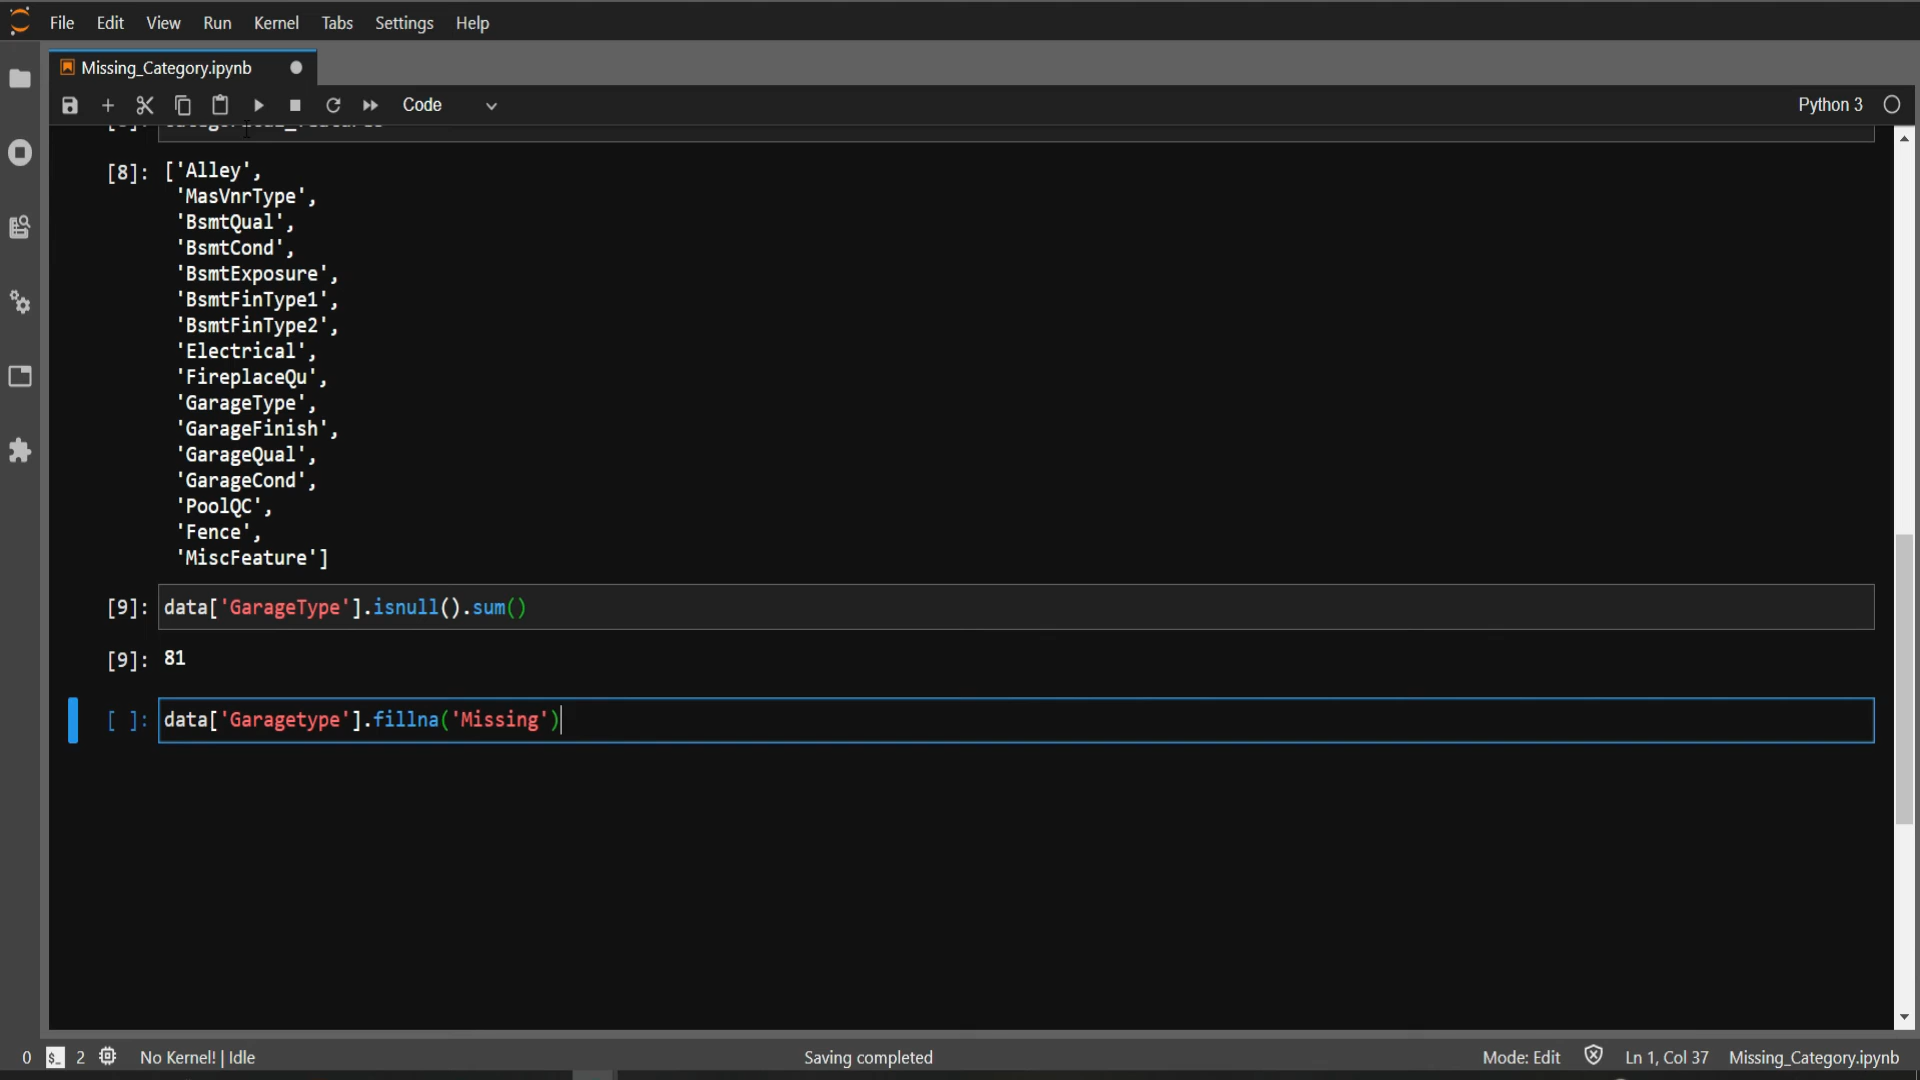 File Edit View Run Kernel Tabs Settings Help
Missing_Category.ipynb
Code Python 3
[8]: ['Alley',
'MasVnrType',
'BsmtQual',
'BsmtCond',
'BsmtExposure',
'BsmtFinType1',
'BsmtFinType2',
'Electrical',
'FireplaceQu',
'GarageType',
'GarageFinish',
'GarageQual',
'GarageCond',
'PoolQC',
'Fence',
'MiscFeature']
[9]: data['GarageType'].isnull().sum()
[9]: 81
[ ]: data['Garagetype'].fillna('Missing')
0 $_ 2 No Kernel! | Idle Saving completed Mode: Edit Ln 1, Col 37 Missing_Category.ipynb